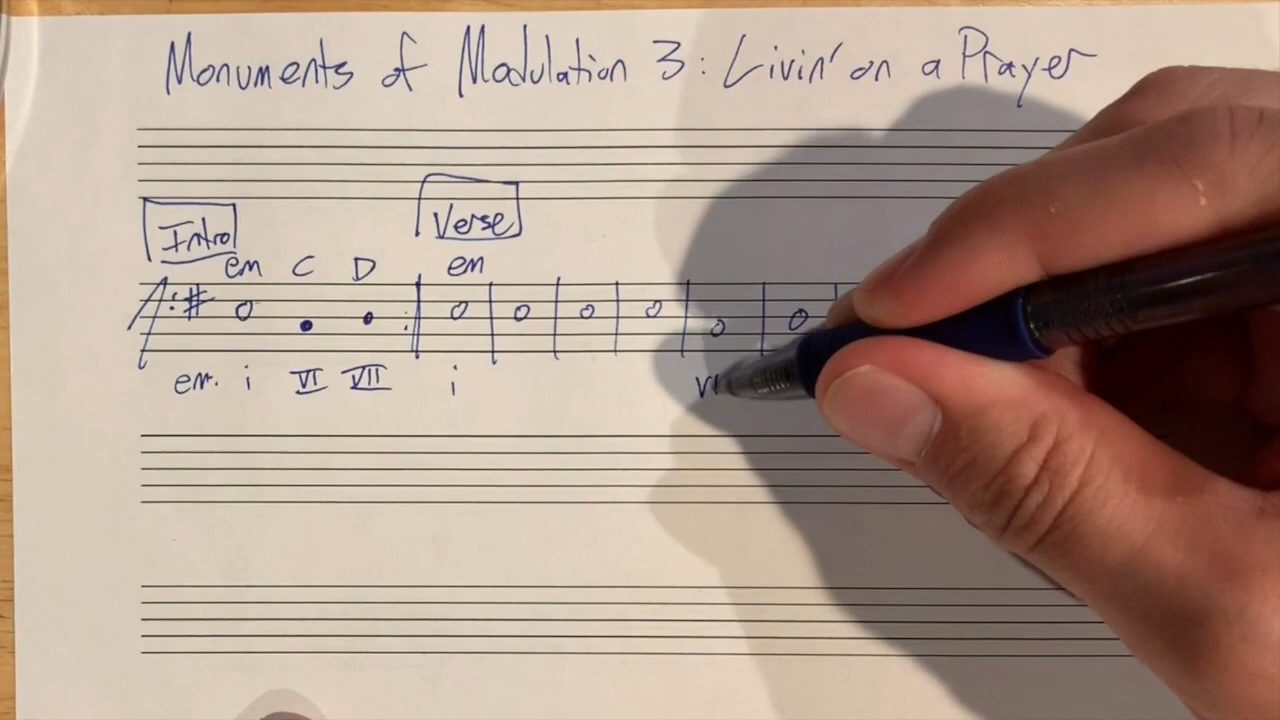 Monuments of Modulation 3: Livin' on a Prayer
Intro Verse
em C D em
em: i VI VII i